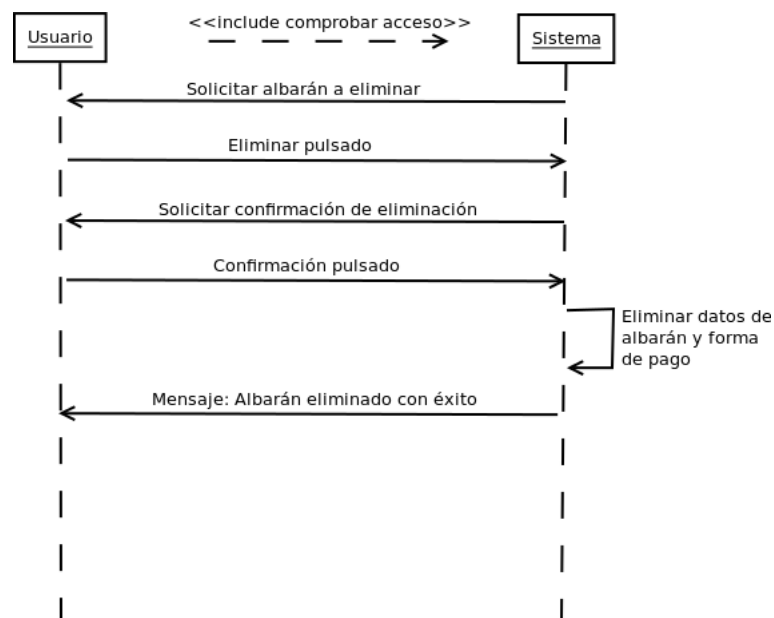 <<include comprobar acceso>>
Usuario
Sistema
Solicitar albarán a eliminar
Eliminar pulsado
Solicitar confirmación de eliminación
Confirmación pulsado
Eliminar datos de
albarán y forma
de pago
Mensaje: Albarán eliminado con éxito